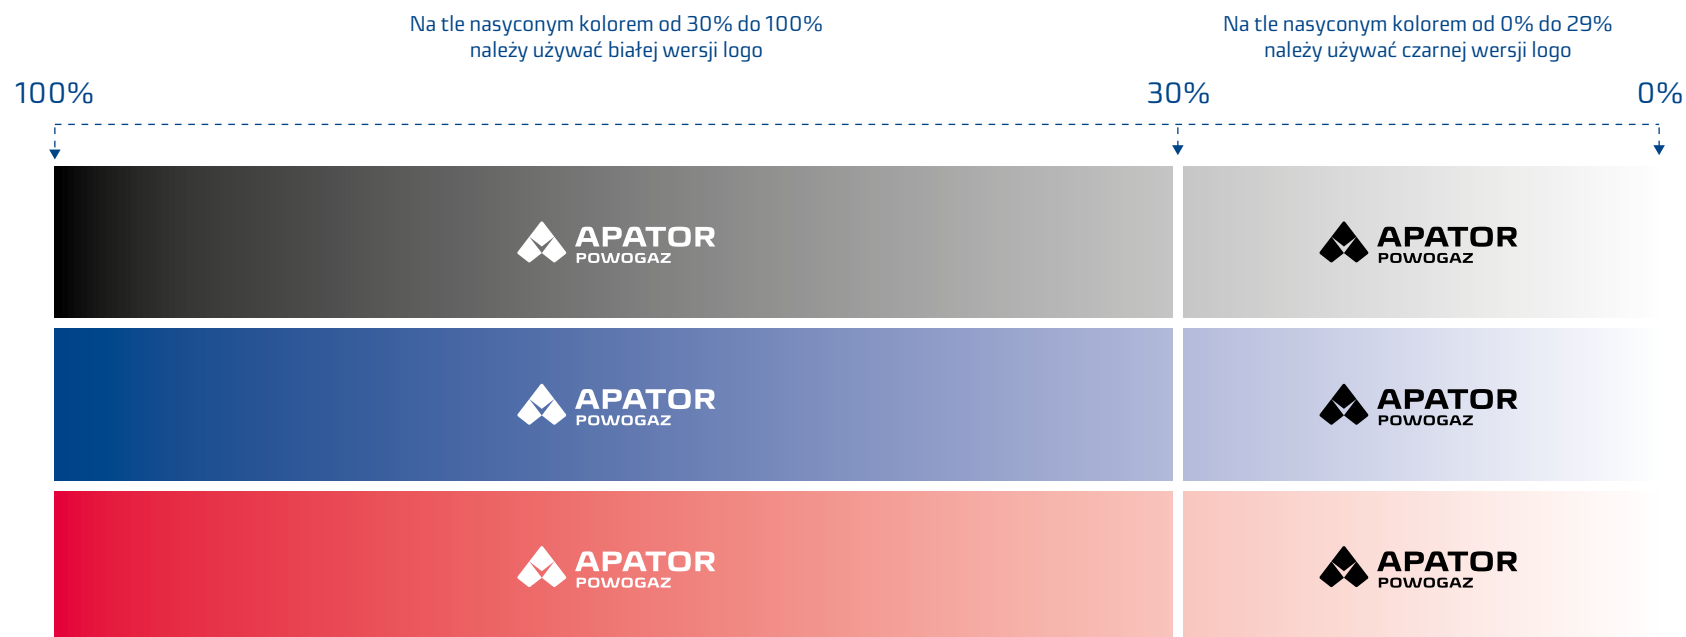 Na tle nasyconym kolorem od 30% do 100%
należy używać białej wersji logo
Na tle nasyconym kolorem od 0% do 29%
należy używać czarnej wersji logo
100%
30%
0%
APATOR
POWOGAZ
APATOR
POWOGAZ
APATOR
POWOGAZ
APATOR
POWOGAZ
APATOR
POWOGAZ
APATOR
POWOGAZ